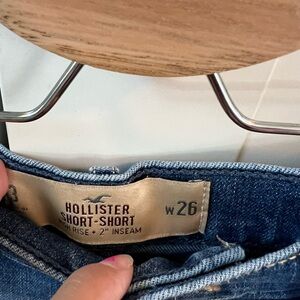 HOLLISTER
SHORT-SHORT
RISE • 2" INSEAM
W26